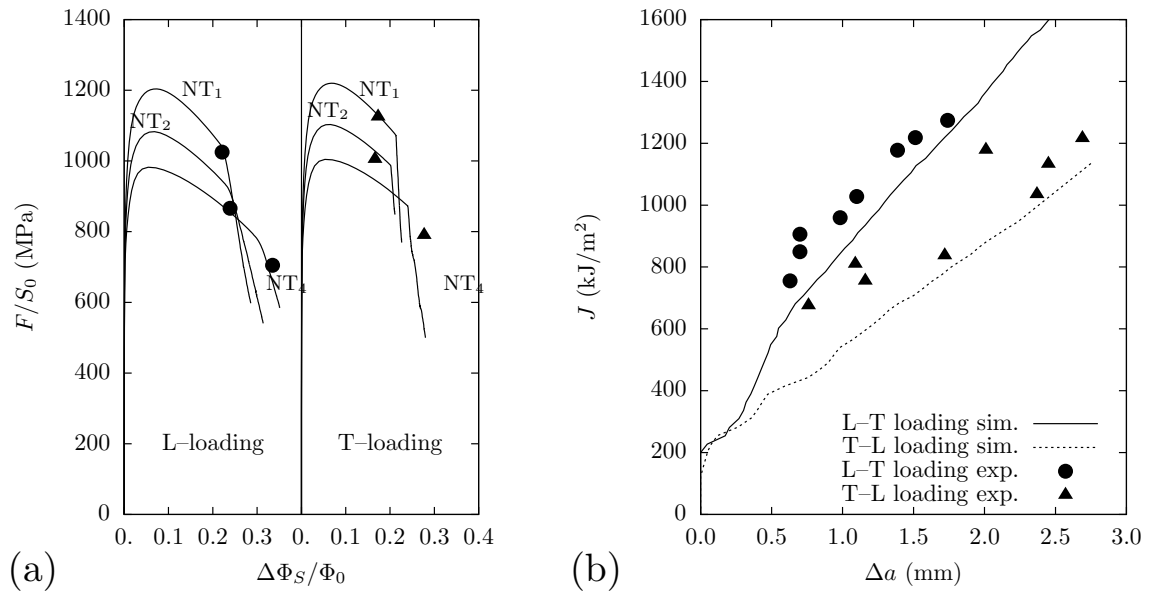 1400
1200
1000
800
600
400
200
0
F/S₀ (MPa)
NT₁
NT₂
NT₄
L–loading
NT₁
NT₂
NT₄
T–loading
0. 0.1 0.2 0.3 0. 0.1 0.2 0.3 0.4
ΔΦ_S/Φ₀
(a)
1600
1400
1200
1000
800
600
400
200
0
J (kJ/m²)
L–T loading sim.
T–L loading sim.
L–T loading exp.
T–L loading exp.
0.0 0.5 1.0 1.5 2.0 2.5 3.0
Δa (mm)
(b)